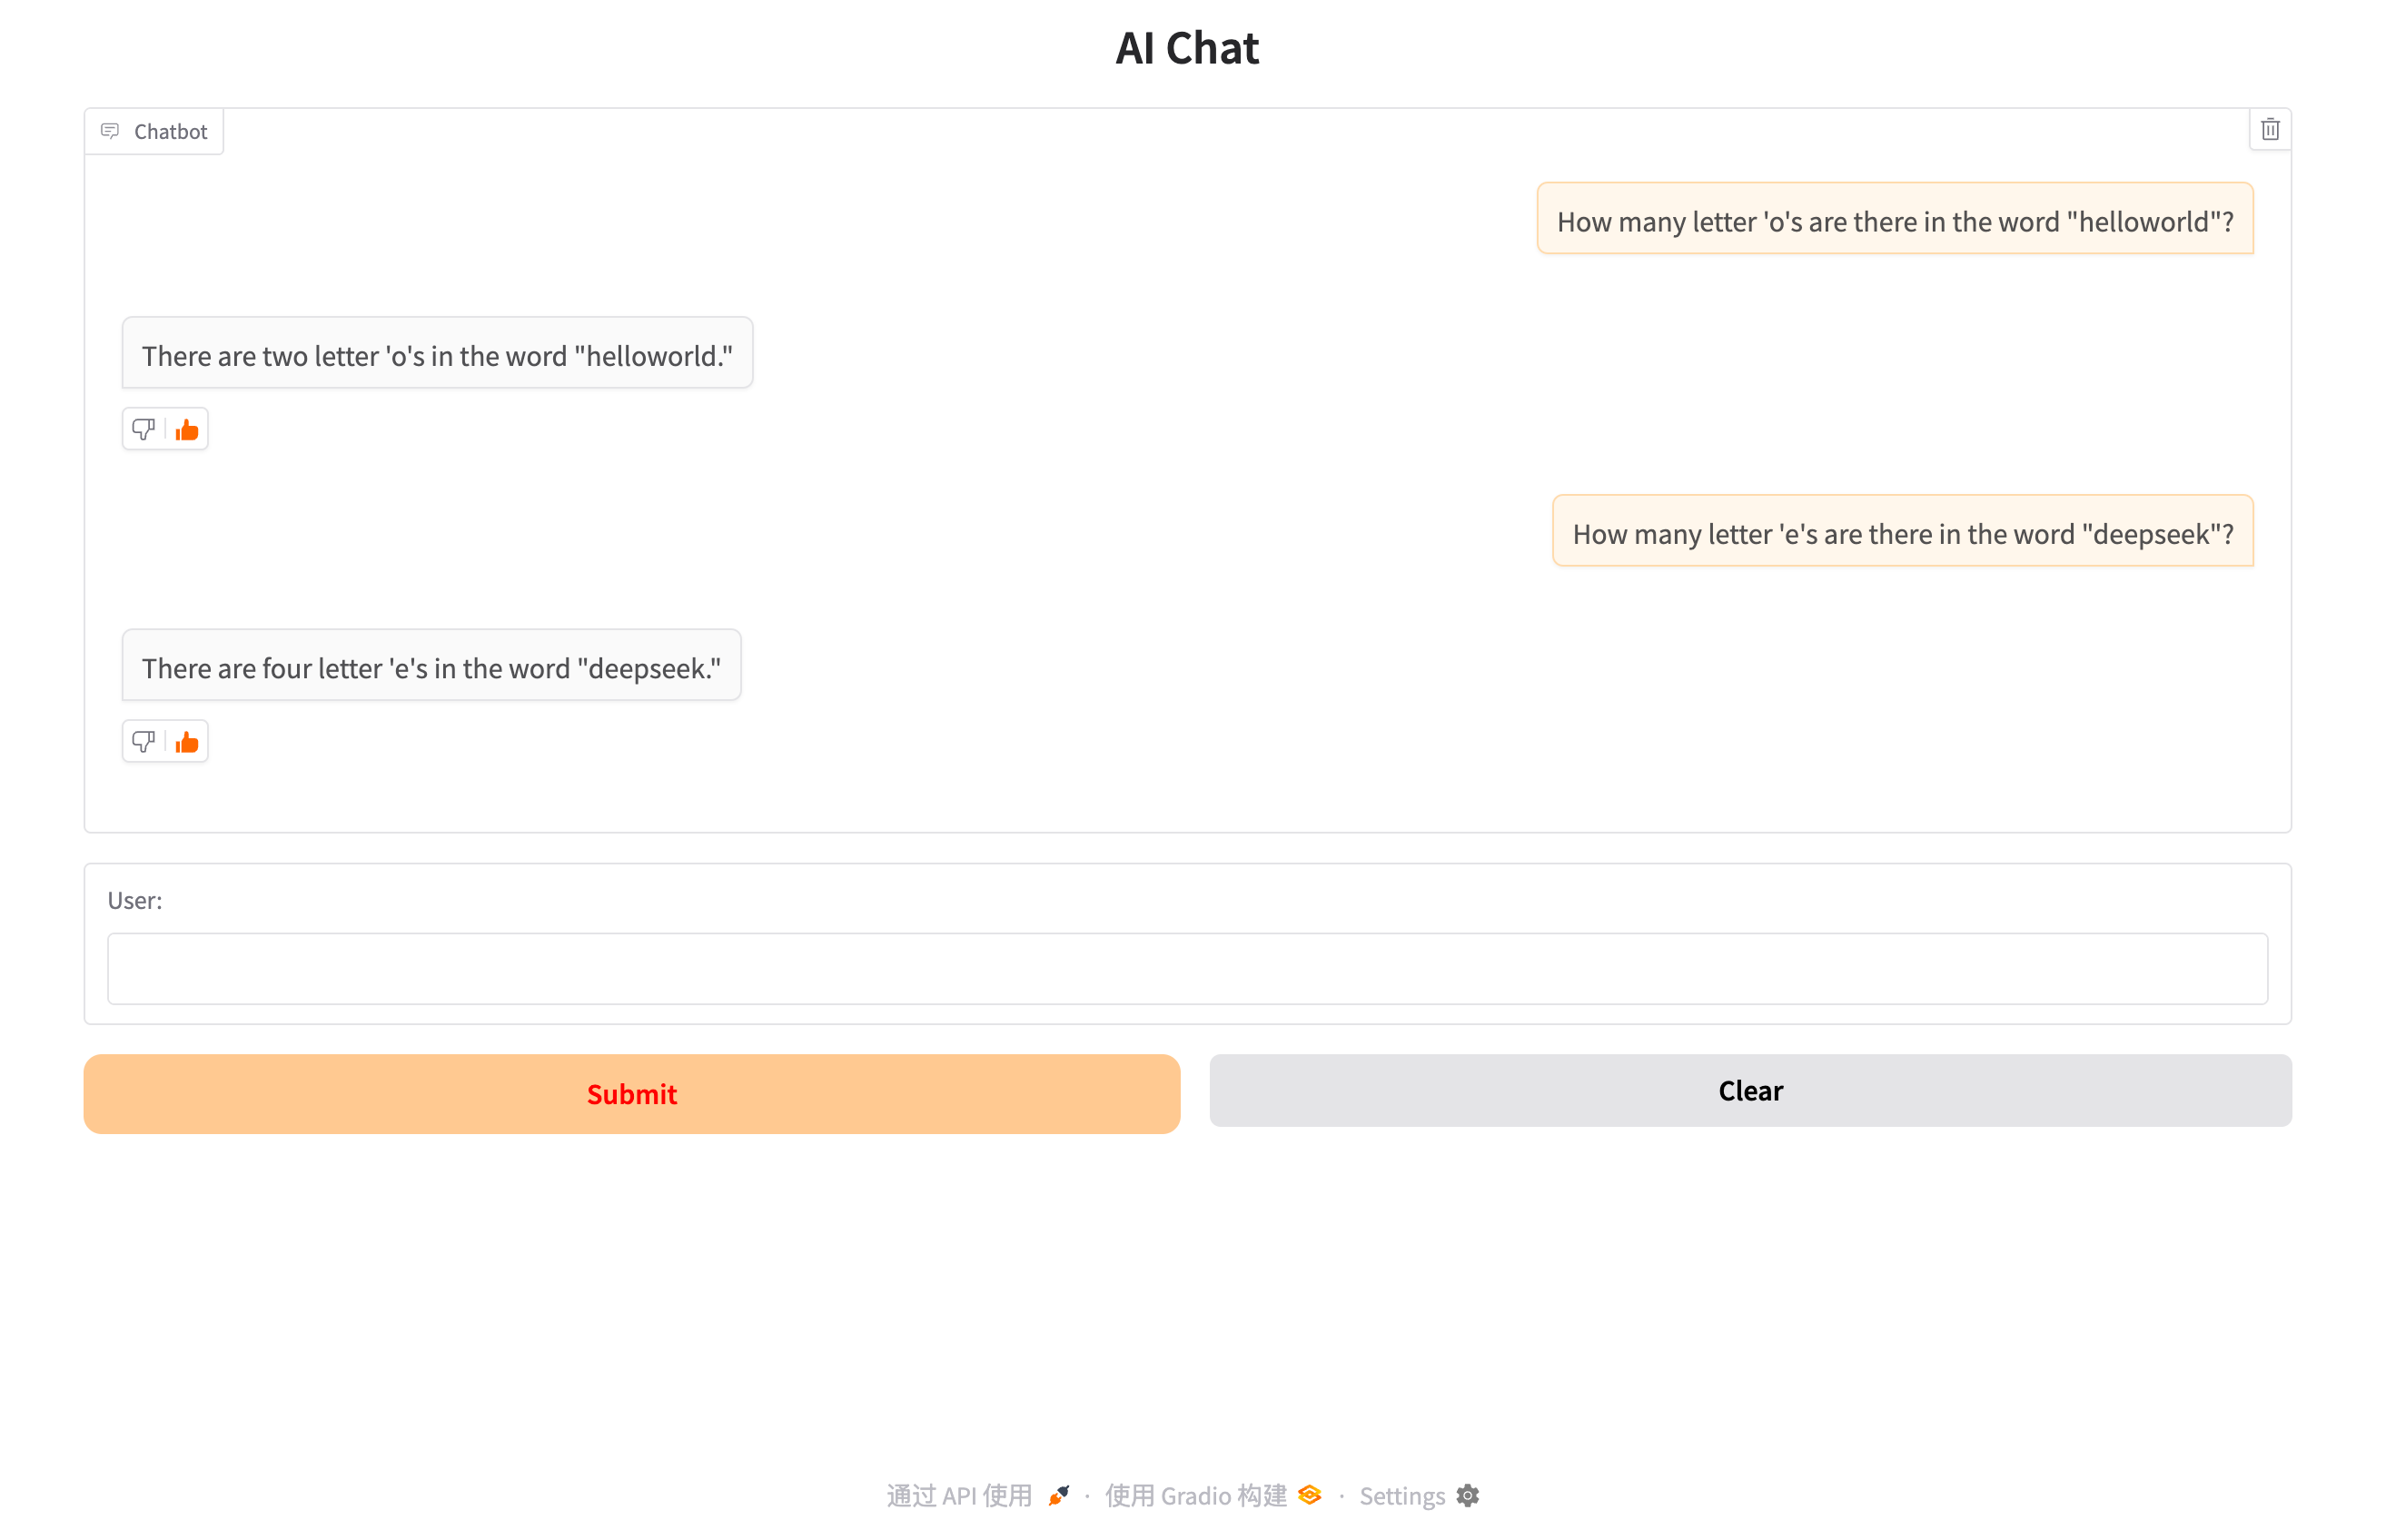 AI Chat
Chatbot
How many letter 'o's are there in the word "helloworld"?
There are two letter 'o's in the word "helloworld."
How many letter 'e's are there in the word "deepseek"?
There are four letter 'e's in the word "deepseek."
User:
Submit
Clear
通过 API 使用 · 使用 Gradio 构建 · Settings